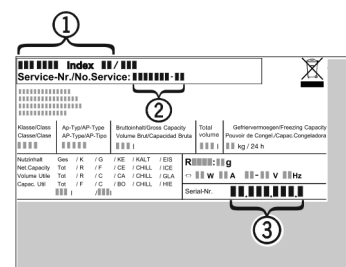 1
Index /
Service-Nr./No.Service: -
2
Klasse/Class Ap-Typ/AP-Type Bruttoinhalt/Gross Capacity Total Gefriervermoegen/Freezing Capacity
Classe/Clase AP-Type/AP-Tipo Volume Brut/Capacidad Bruta volume Pouvoir de Congel./Capac.Congeladora
l l kg / 24 h
Nutzinhalt Ges / K / G / KE / KALT / EIS
Net.Capacity Tot / R / F / CE / CHILL / ICE
Volume Utile Tot / R / C / CA / CHILL / GLA
Capac. Util Tot / F / C / BO / CHILL / HIE
l / l
R : g
W A - V Hz
Serial-Nr. . . .
3